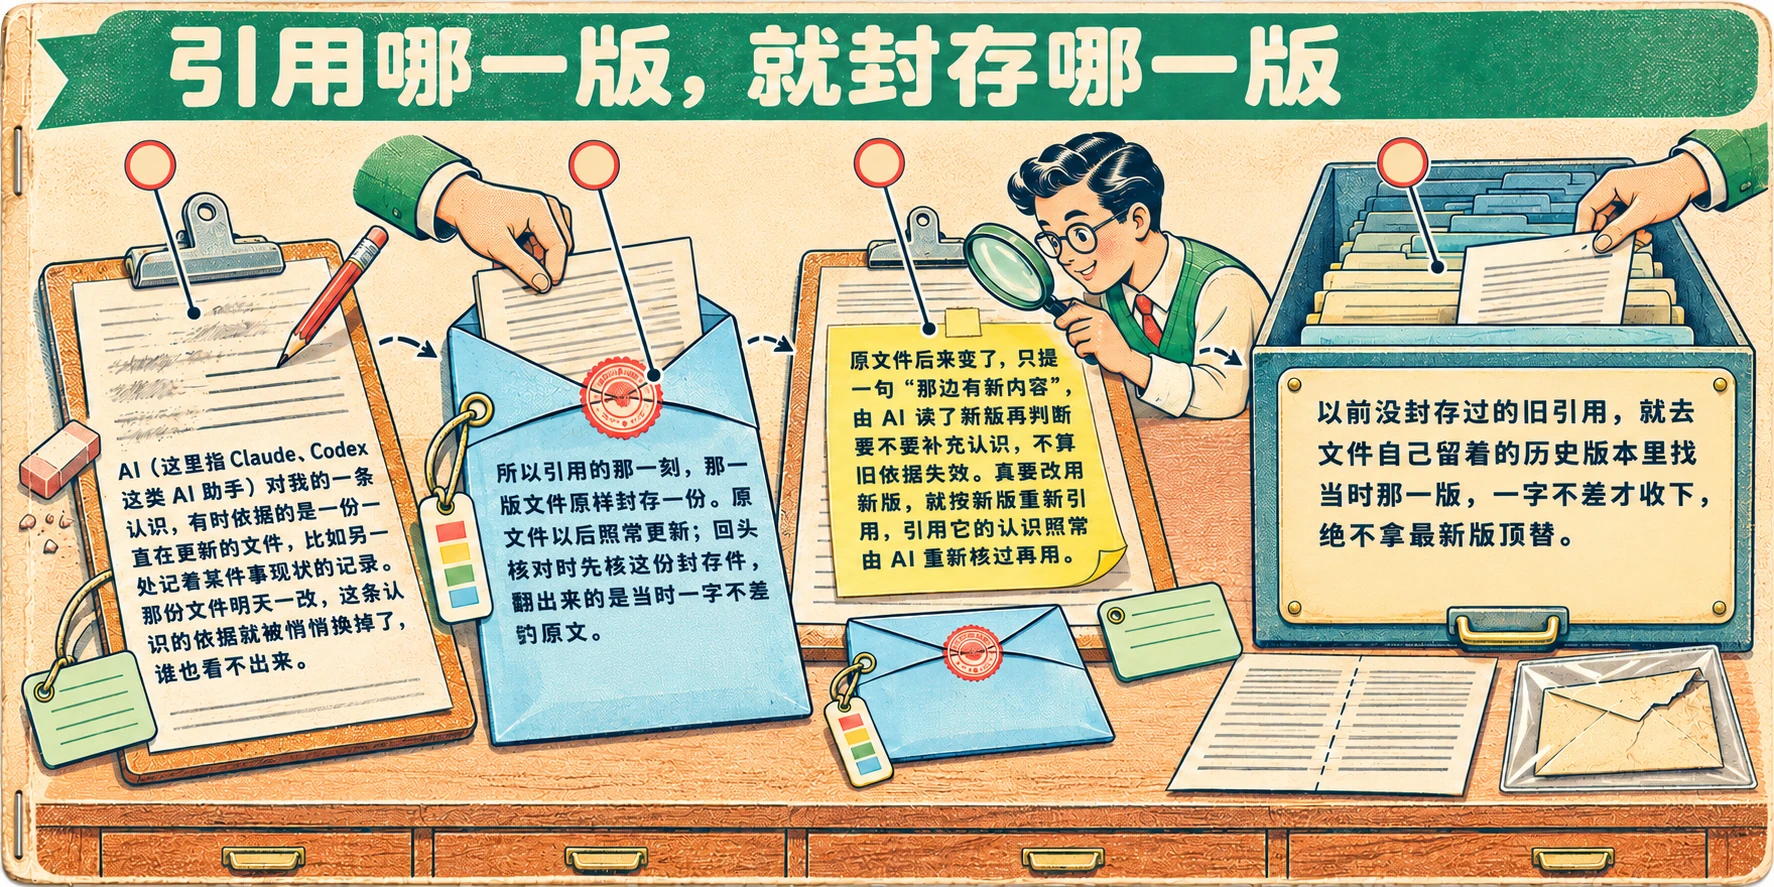 引用哪一版，就封存哪一版
AI（这里指 Claude、Codex
这类 AI 助手）对我的一条
认识，有时依据的是一份一
直在更新的文件，比如另一
处记着某件事现状的记录。
那份文件明天一改，这条认
识的依据就被悄悄换掉了，
谁也看不出来。
所以引用的那一刻，那一
版文件原样封存一份。原
文件以后照常更新；回头
核对时先核这份封存件，
翻出来的是当时一字不差
的原文。
原文件后来变了，只提
一句“那边有新内容”，
由 AI 读了新版再判断
要不要补充认识，不算
旧依据失效。真要改用
新版，就按新版重新引
用，引用它的认识照常
由 AI 重新核过再用。
以前没封存过的旧引用，就去
文件自己留着的历史版本里找
当时那一版，一字不差才收下，
绝不拿最新版顶替。